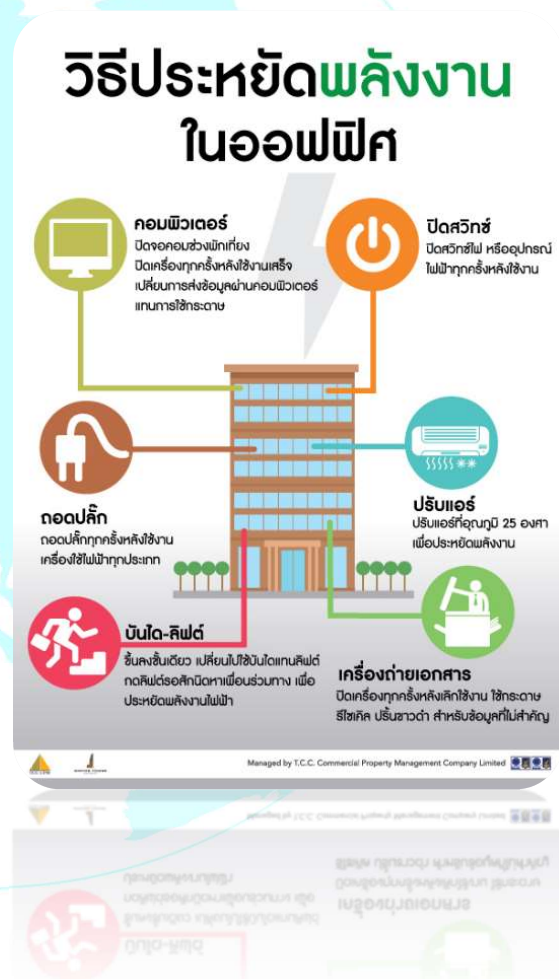 วิธีประหยัดพลังงาน
ในออฟฟิศ
คอมพิวเตอร์
ปิดจอคอมช่วงพักเที่ยง
ปิดเครื่องทุกครั้งหลังใช้งานเสร็จ
เปลี่ยนการส่งข้อมูลผ่านคอมพิวเตอร์
แทนการใช้กระดาษ
ปิดสวิทซ์
ปิดสวิทซ์ไฟ หรืออุปกรณ์
ไฟฟ้าทุกครั้งหลังใช้งาน
ถอดปลั๊ก
ถอดปลั๊กทุกครั้งหลังใช้งาน
เครื่องใช้ไฟฟ้าทุกประเภท
ปรับแอร์
ปรับแอร์ที่อุณภูมิ 25 องศา
เพื่อประหยัดพลังงาน
บันได-ลิฟต์
ขึ้นลงชั้นเดียว เปลี่ยนไปใช้บันไดแทนลิฟต์
กดลิฟต์รอสักนิดหาเพื่อนร่วมทาง เพื่อ
ประหยัดพลังงานไฟฟ้า
เครื่องถ่ายเอกสาร
ปิดเครื่องทุกครั้งหลังเลิกใช้งาน ใช้กระดาษ
รีไซเคิล ปริ้นขาวดำ สำหรับข้อมูลที่ไม่สำคัญ
Managed by T.C.C. Commercial Property Management Company Limited